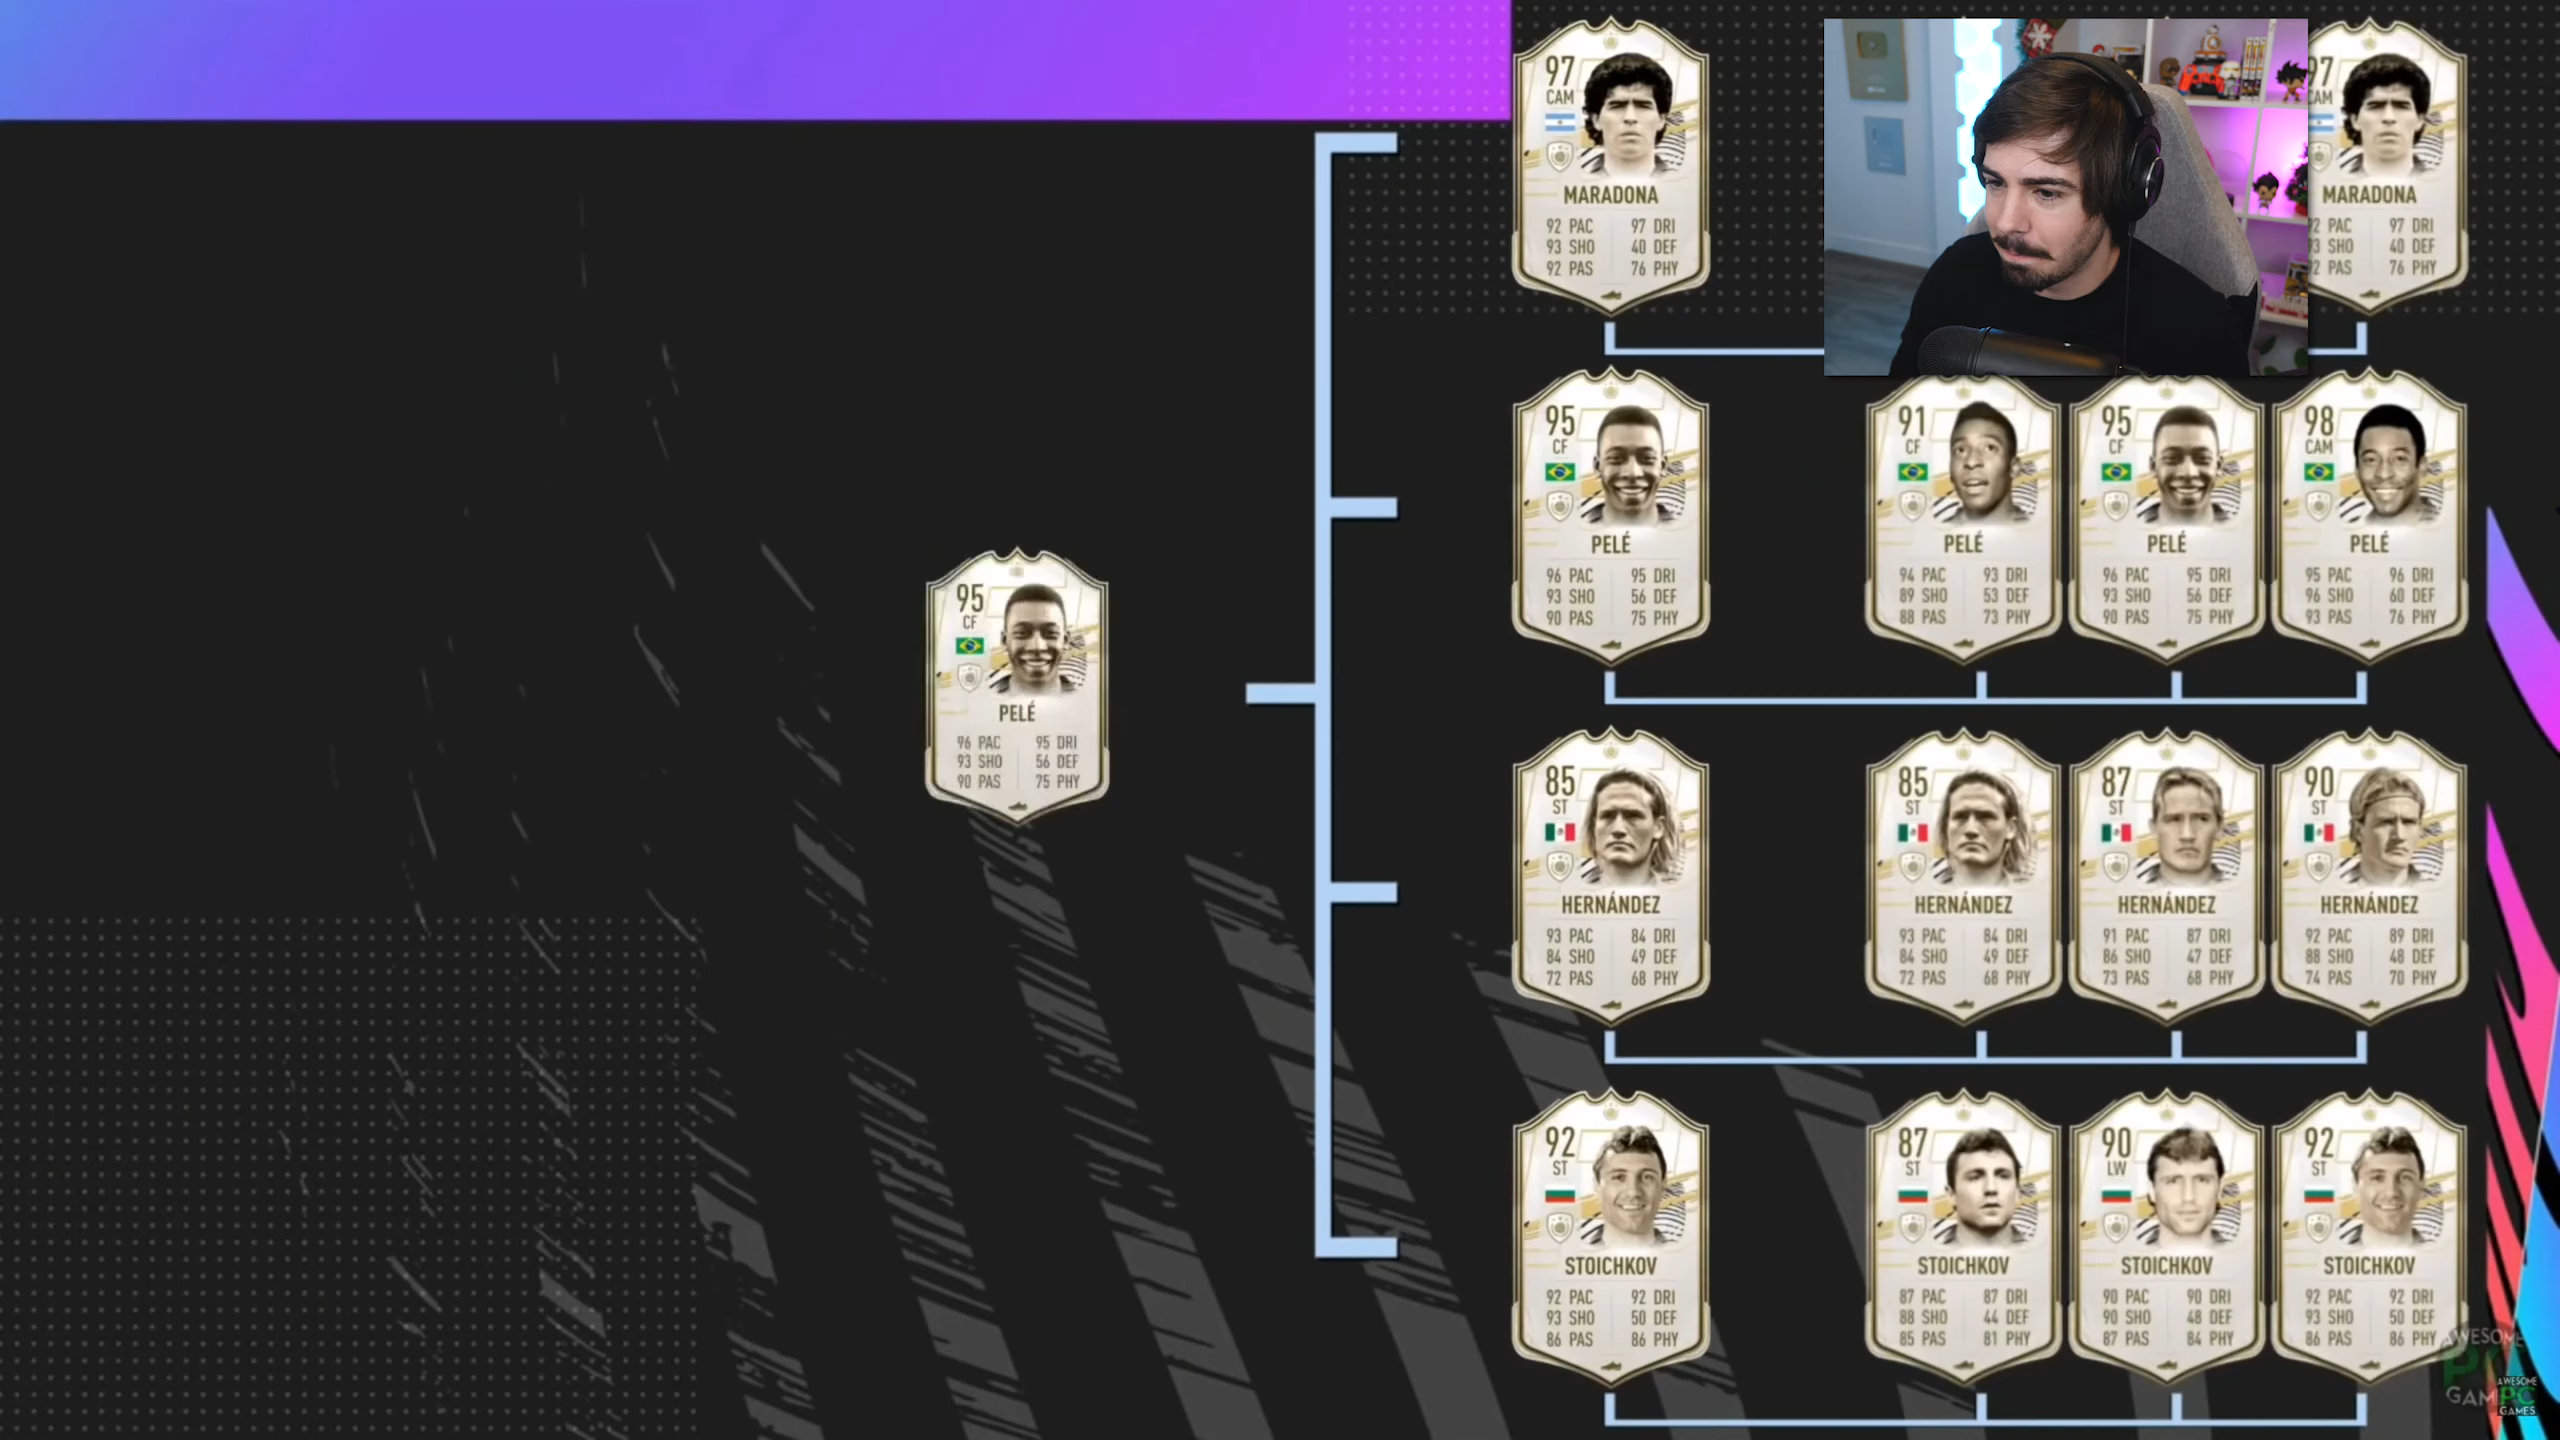 97
CAM
MARADONA
92 PAC 97 DRI
93 SHO 40 DEF
92 PAS 76 PHY
97
CAM
MARADONA
92 PAC 97 DRI
93 SHO 40 DEF
92 PAS 76 PHY
95
CF
PELÉ
96 PAC 95 DRI
93 SHO 56 DEF
90 PAS 75 PHY
91
CF
PELÉ
94 PAC 93 DRI
89 SHO 53 DEF
88 PAS 73 PHY
95
CF
PELÉ
96 PAC 95 DRI
93 SHO 56 DEF
90 PAS 75 PHY
98
CAM
PELÉ
95 PAC 96 DRI
96 SHO 60 DEF
93 PAS 76 PHY
95
CF
PELÉ
96 PAC 95 DRI
93 SHO 56 DEF
90 PAS 75 PHY
85
ST
HERNÁNDEZ
93 PAC 84 DRI
84 SHO 49 DEF
72 PAS 68 PHY
85
ST
HERNÁNDEZ
93 PAC 84 DRI
84 SHO 49 DEF
72 PAS 68 PHY
87
ST
HERNÁNDEZ
91 PAC 87 DRI
86 SHO 47 DEF
73 PAS 68 PHY
90
ST
HERNÁNDEZ
92 PAC 89 DRI
88 SHO 48 DEF
74 PAS 70 PHY
92
ST
STOICHKOV
92 PAC 92 DRI
93 SHO 50 DEF
86 PAS 86 PHY
87
ST
STOICHKOV
87 PAC 87 DRI
88 SHO 44 DEF
85 PAS 81 PHY
90
LW
STOICHKOV
90 PAC 90 DRI
90 SHO 48 DEF
87 PAS 84 PHY
92
ST
STOICHKOV
92 PAC 92 DRI
93 SHO 50 DEF
86 PAS 86 PHY
AWESOME
PC
GAMES
AWESOME
PC
GAMES